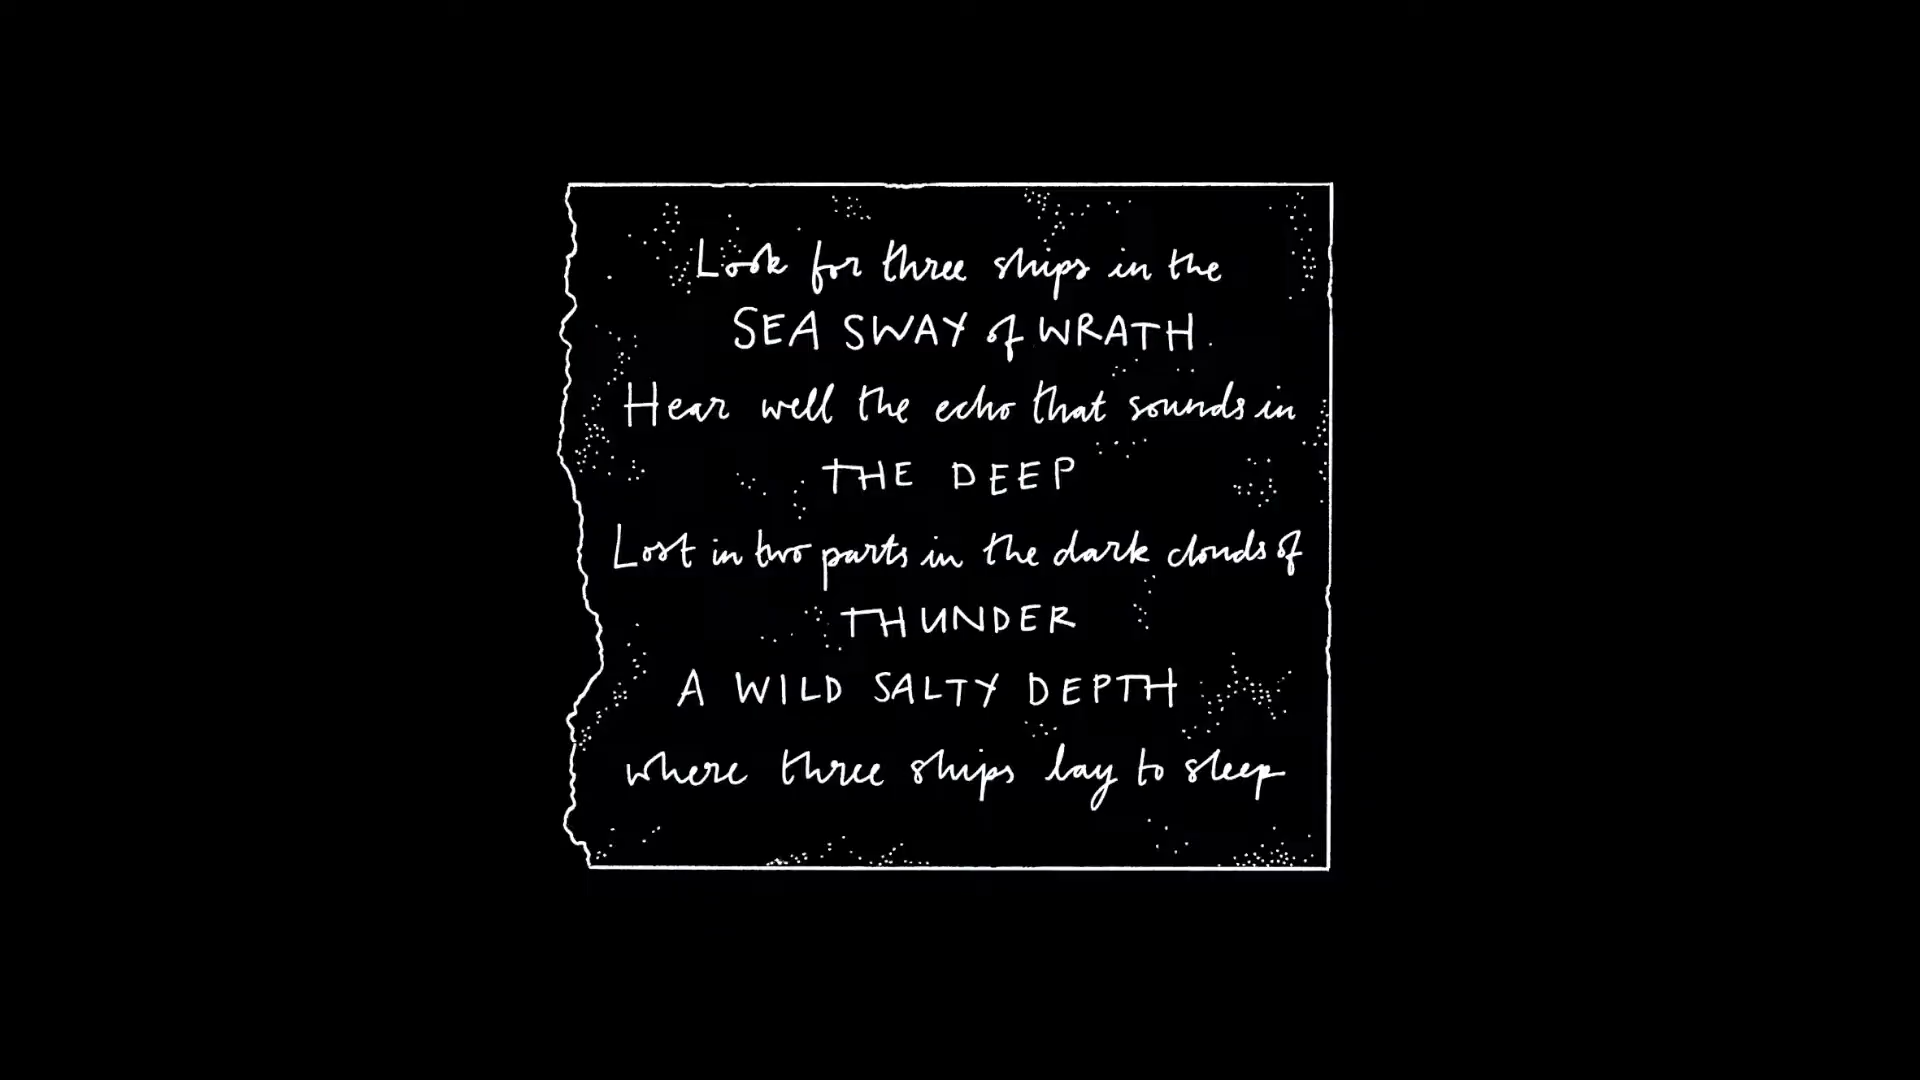 Look for three ships in the
SEA SWAY of WRATH.
Hear well the echo that sounds in
THE DEEP
Lost in two parts in the dark clouds of
THUNDER
A WILD SALTY DEPTH
where three ships lay to sleep